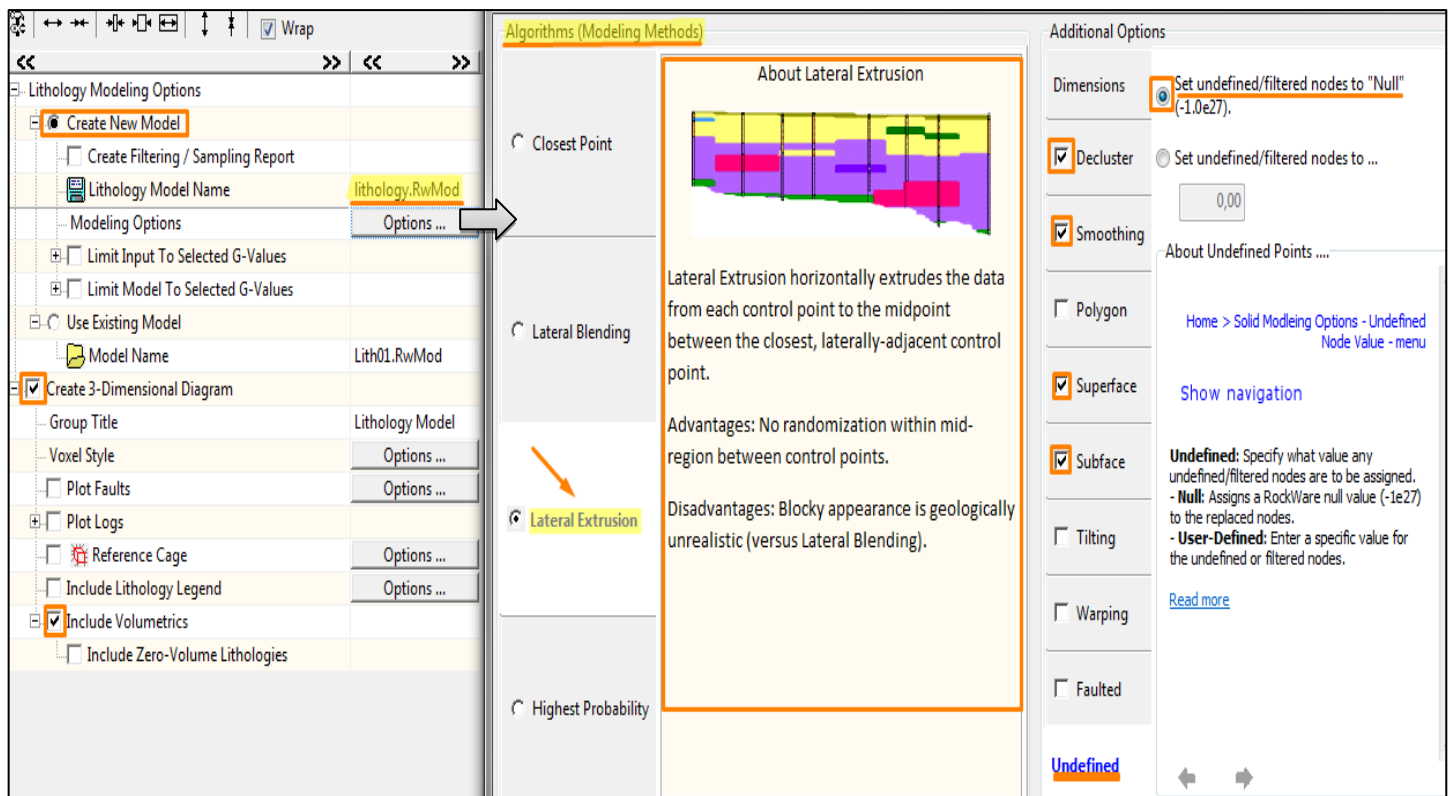 Wrap
<< >> << >>
Lithology Modeling Options
Create New Model
Create Filtering / Sampling Report
Lithology Model Name lithology.RwMod
Modeling Options Options ...
Limit Input To Selected G-Values
Limit Model To Selected G-Values
Use Existing Model
Model Name Lith01.RwMod
Create 3-Dimensional Diagram
Group Title Lithology Model
Voxel Style Options ...
Plot Faults Options ...
Plot Logs
Reference Cage Options ...
Include Lithology Legend Options ...
Include Volumetrics
Include Zero-Volume Lithologies
Algorithms (Modeling Methods)
Closest Point
Lateral Blending
Lateral Extrusion
Highest Probability
About Lateral Extrusion
Lateral Extrusion horizontally extrudes the data
from each control point to the midpoint
between the closest, laterally-adjacent control
point.
Advantages: No randomization within mid-
region between control points.
Disadvantages: Blocky appearance is geologically
unrealistic (versus Lateral Blending).
Additional Options
Dimensions
Decluster
Smoothing
Polygon
Superface
Subface
Tilting
Warping
Faulted
Undefined
Set undefined/filtered nodes to "Null"
(-1.0e27).
Set undefined/filtered nodes to ...
0,00
About Undefined Points ....
Home > Solid Modleing Options - Undefined
Node Value - menu
Show navigation
Undefined: Specify what value any
undefined/filtered nodes are to be assigned.
- Null: Assigns a RockWare null value (-1e27)
to the replaced nodes.
- User-Defined: Enter a specific value for
the undefined or filtered nodes.
Read more